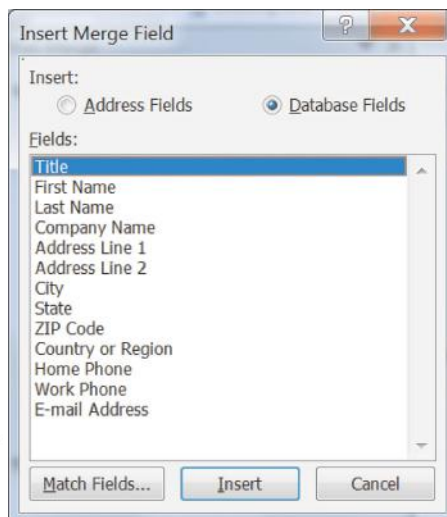 Insert Merge Field
Insert:
Address Fields Database Fields
Fields:
Title
First Name
Last Name
Company Name
Address Line 1
Address Line 2
City
State
ZIP Code
Country or Region
Home Phone
Work Phone
E-mail Address
Match Fields... Insert Cancel